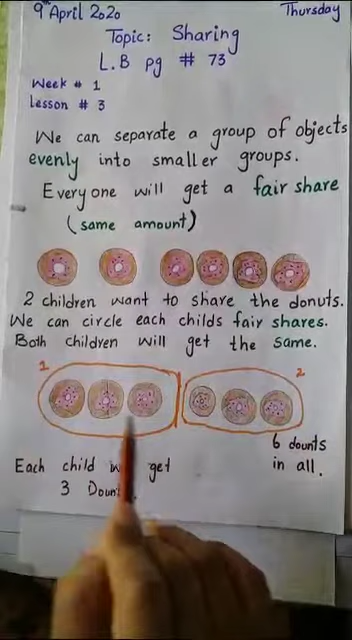 9th April 2020 Thursday
Topic: Sharing
L.B pg # 73
Week # 1
Lesson # 3
We can separate a group of objects
evenly into smaller groups.
Everyone will get a fair share
(same amount)
2 children want to share the donuts.
We can circle each childs fair shares.
Both children will get the same.
1 2
6 dounts
in all.
Each child get
3